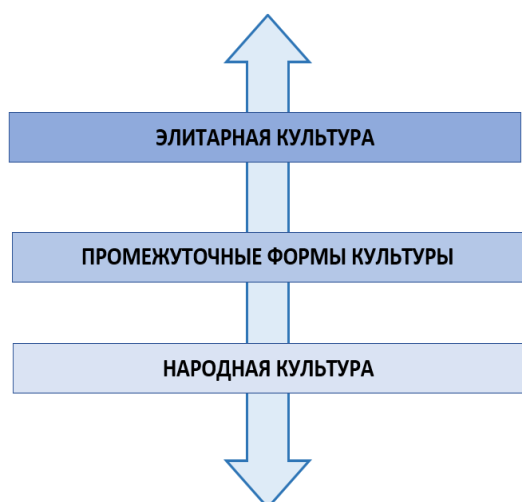 ЭЛИТАРНАЯ КУЛЬТУРА
ПРОМЕЖУТОЧНЫЕ ФОРМЫ КУЛЬТУРЫ
НАРОДНАЯ КУЛЬТУРА